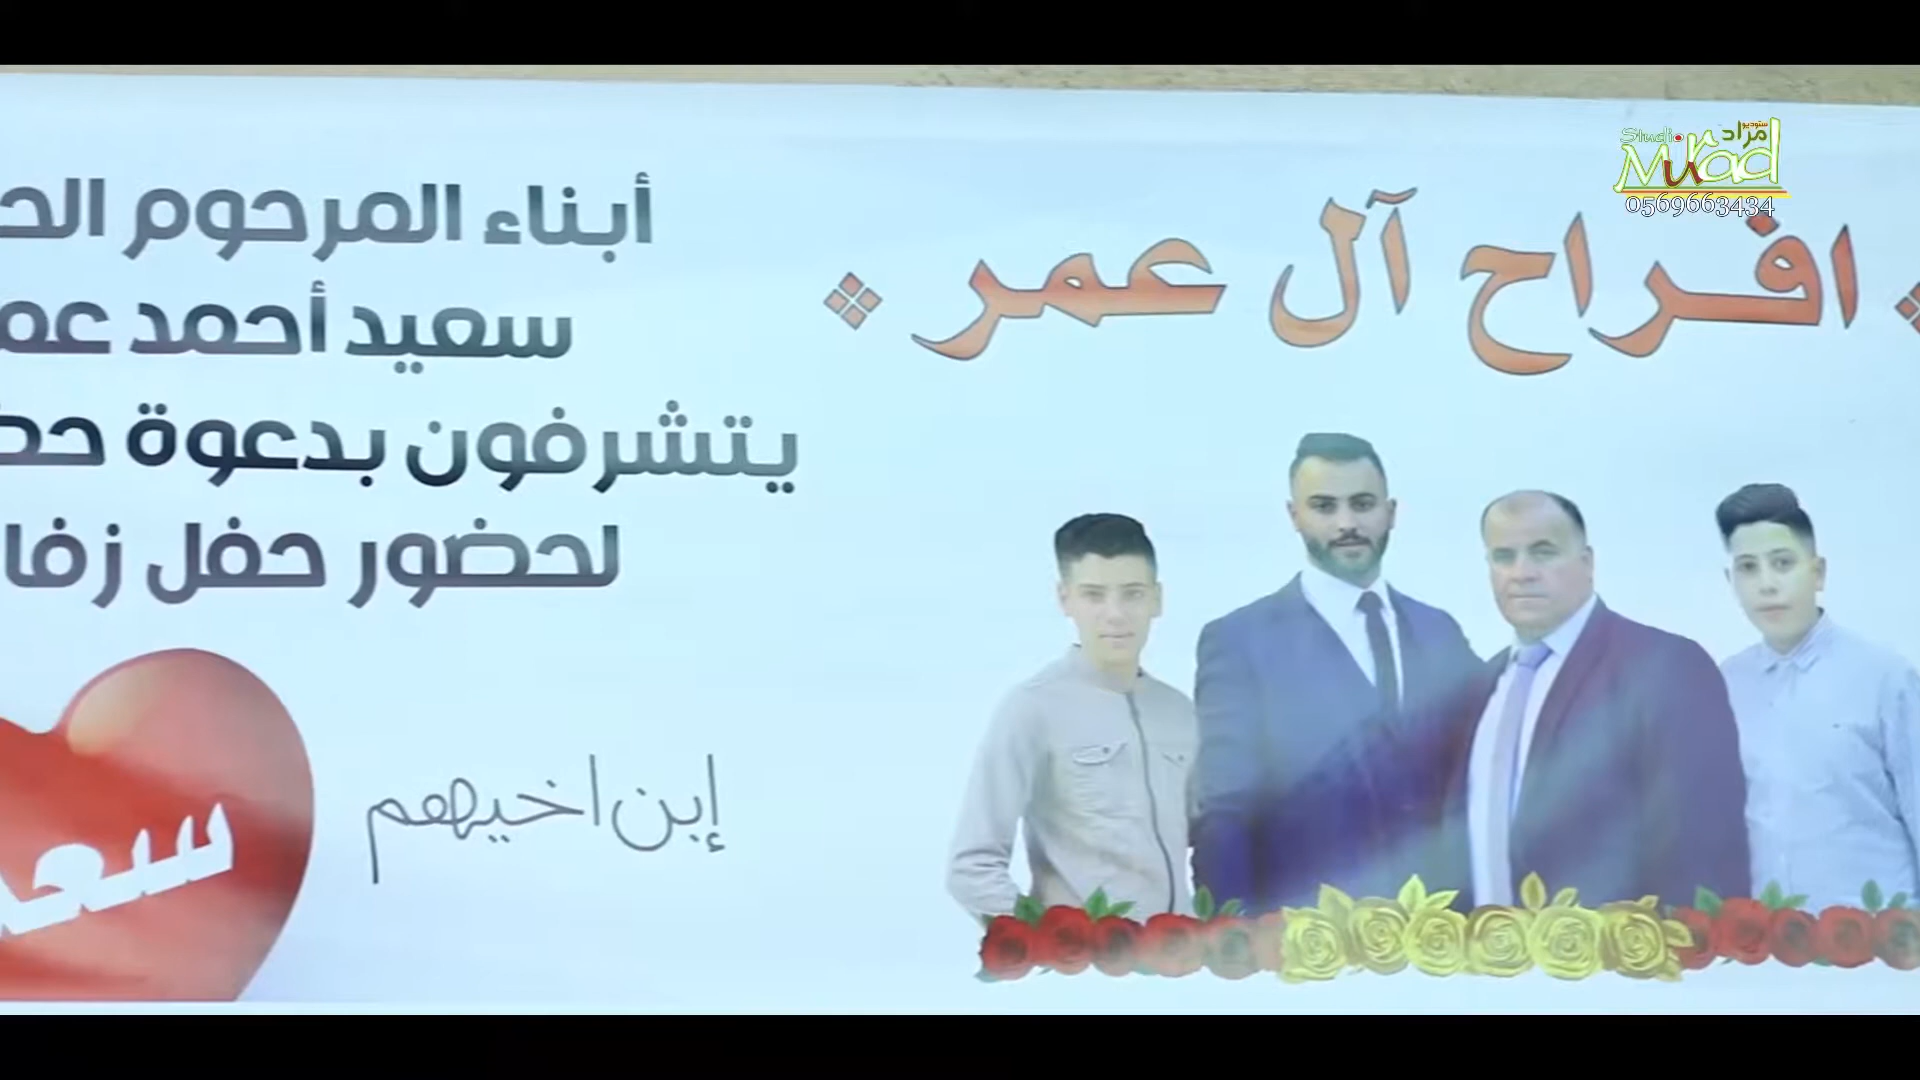 ستوديو
مراد
Studio
Murad
0569663434
افراح آل عمر
أبناء المرحوم
سعيد أحمد
يتشرفون بدعوة
لحضور حفل
إبن اخيهم